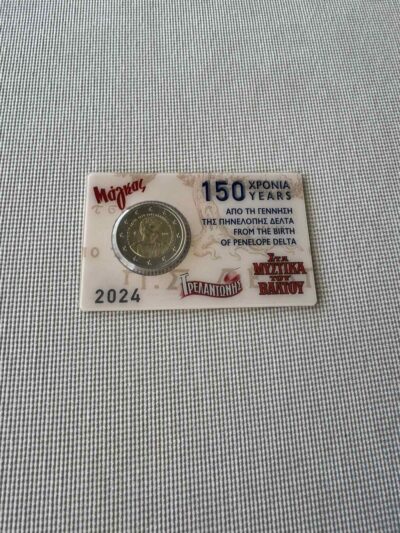 Μάγκας
150 ΧΡΟΝΙΑ
YEARS
ΑΠΟ ΤΗ ΓΕΝΝΗΣΗ
ΤΗΣ ΠΗΝΕΛΟΠΗΣ ΔΕΛΤΑ
FROM THE BIRTH
OF PENELOPE DELTA
2024
ΤΡΕΛΑΝΤΩΝΗΣ
ΣΤΑ
ΜΥΣΤΙΚΑ
ΤΟΥ
ΒΑΛΤΟΥ